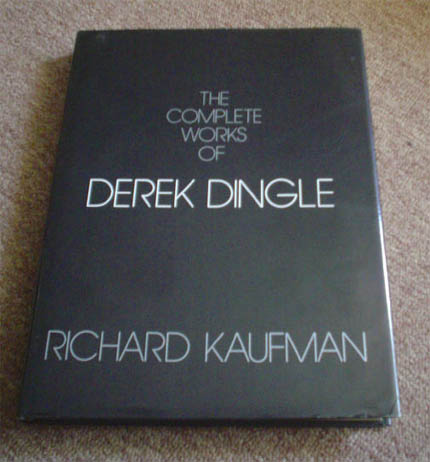 THE
COMPLETE
WORKS
OF
DEREK DINGLE
RICHARD KAUFMAN